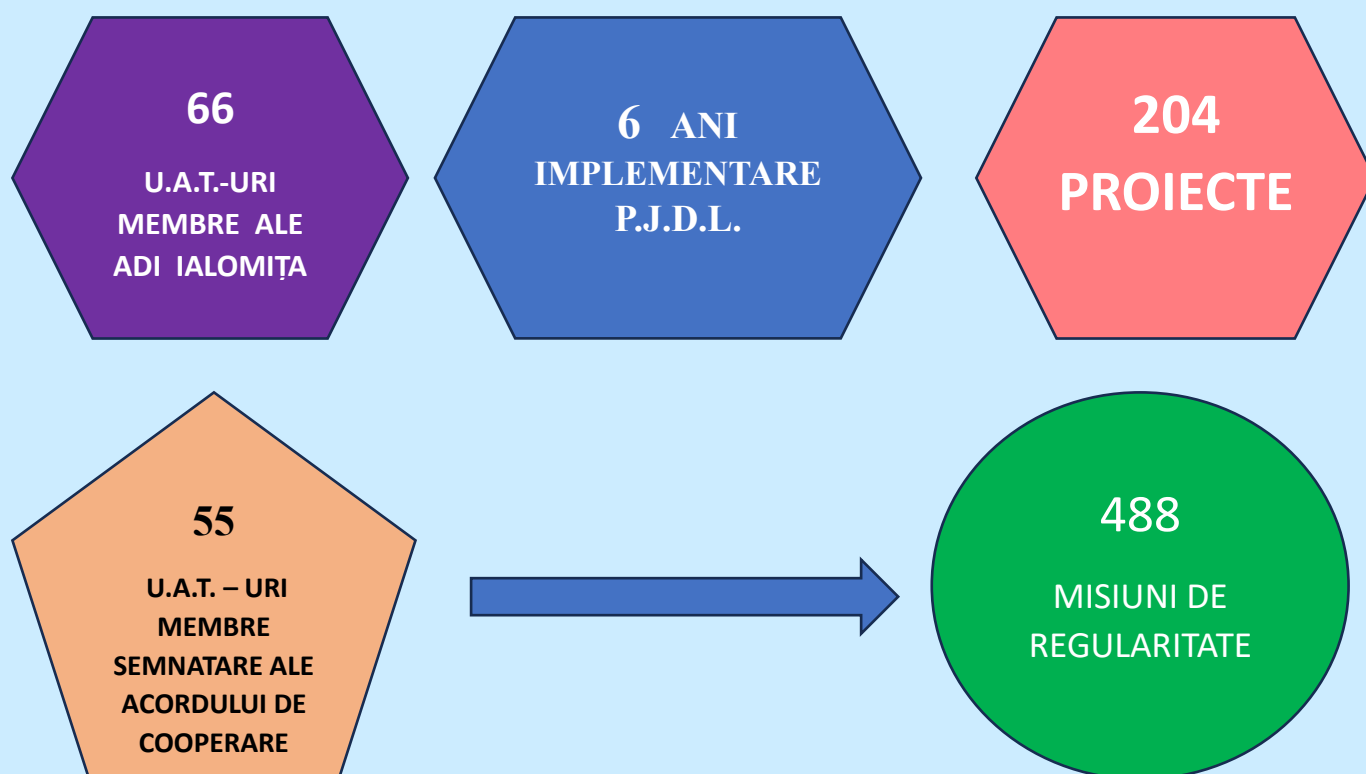 66
U.A.T.-URI
MEMBRE ALE
ADI IALOMIȚA
6 ANI
IMPLEMENTARE
P.J.D.L.
204
PROIECTE
55
U.A.T. – URI
MEMBRE
SEMNATARE ALE
ACORDULUI DE
COOPERARE
488
MISIUNI DE
REGULARITATE